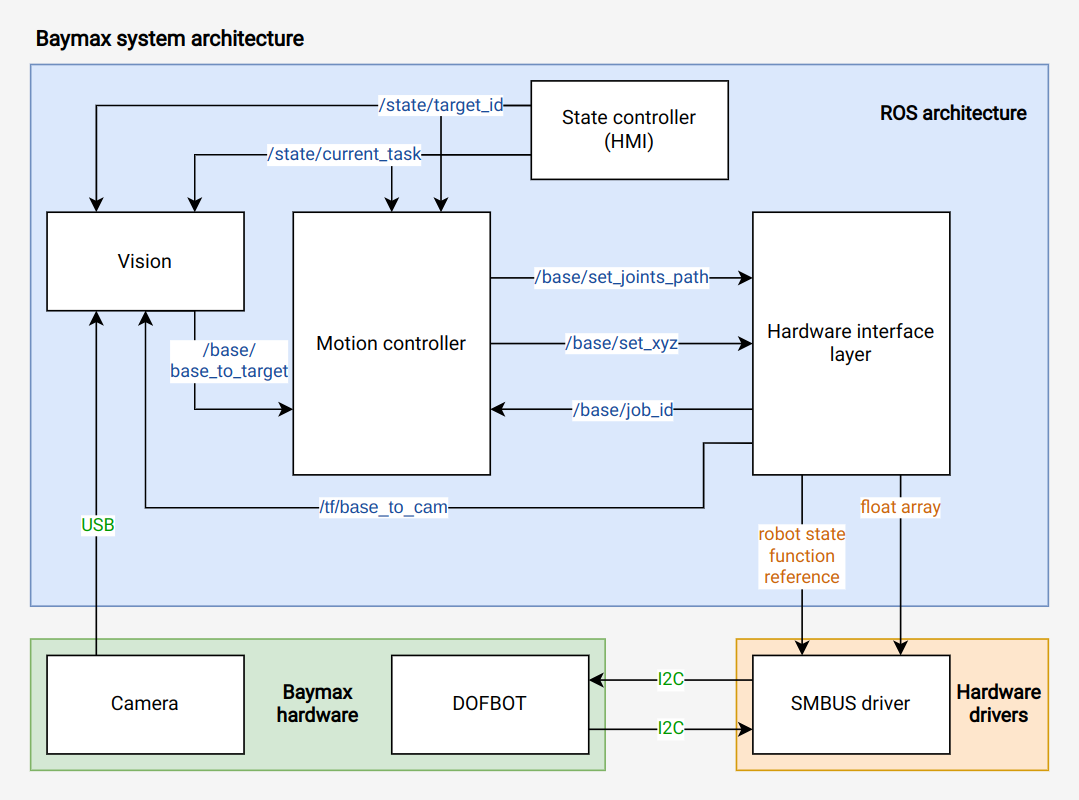 Baymax system architecture
/state/target_id
State controller
(HMI)
ROS architecture
/state/current_task
Vision
/base/
base_to_target
Motion controller
/base/set_joints_path
/base/set_xyz
/base/job_id
Hardware interface
layer
/tf/base_to_cam
USB
float array
robot state
function
reference
Camera
Baymax
hardware
DOFBOT
I2C
I2C
SMBUS driver
Hardware
drivers